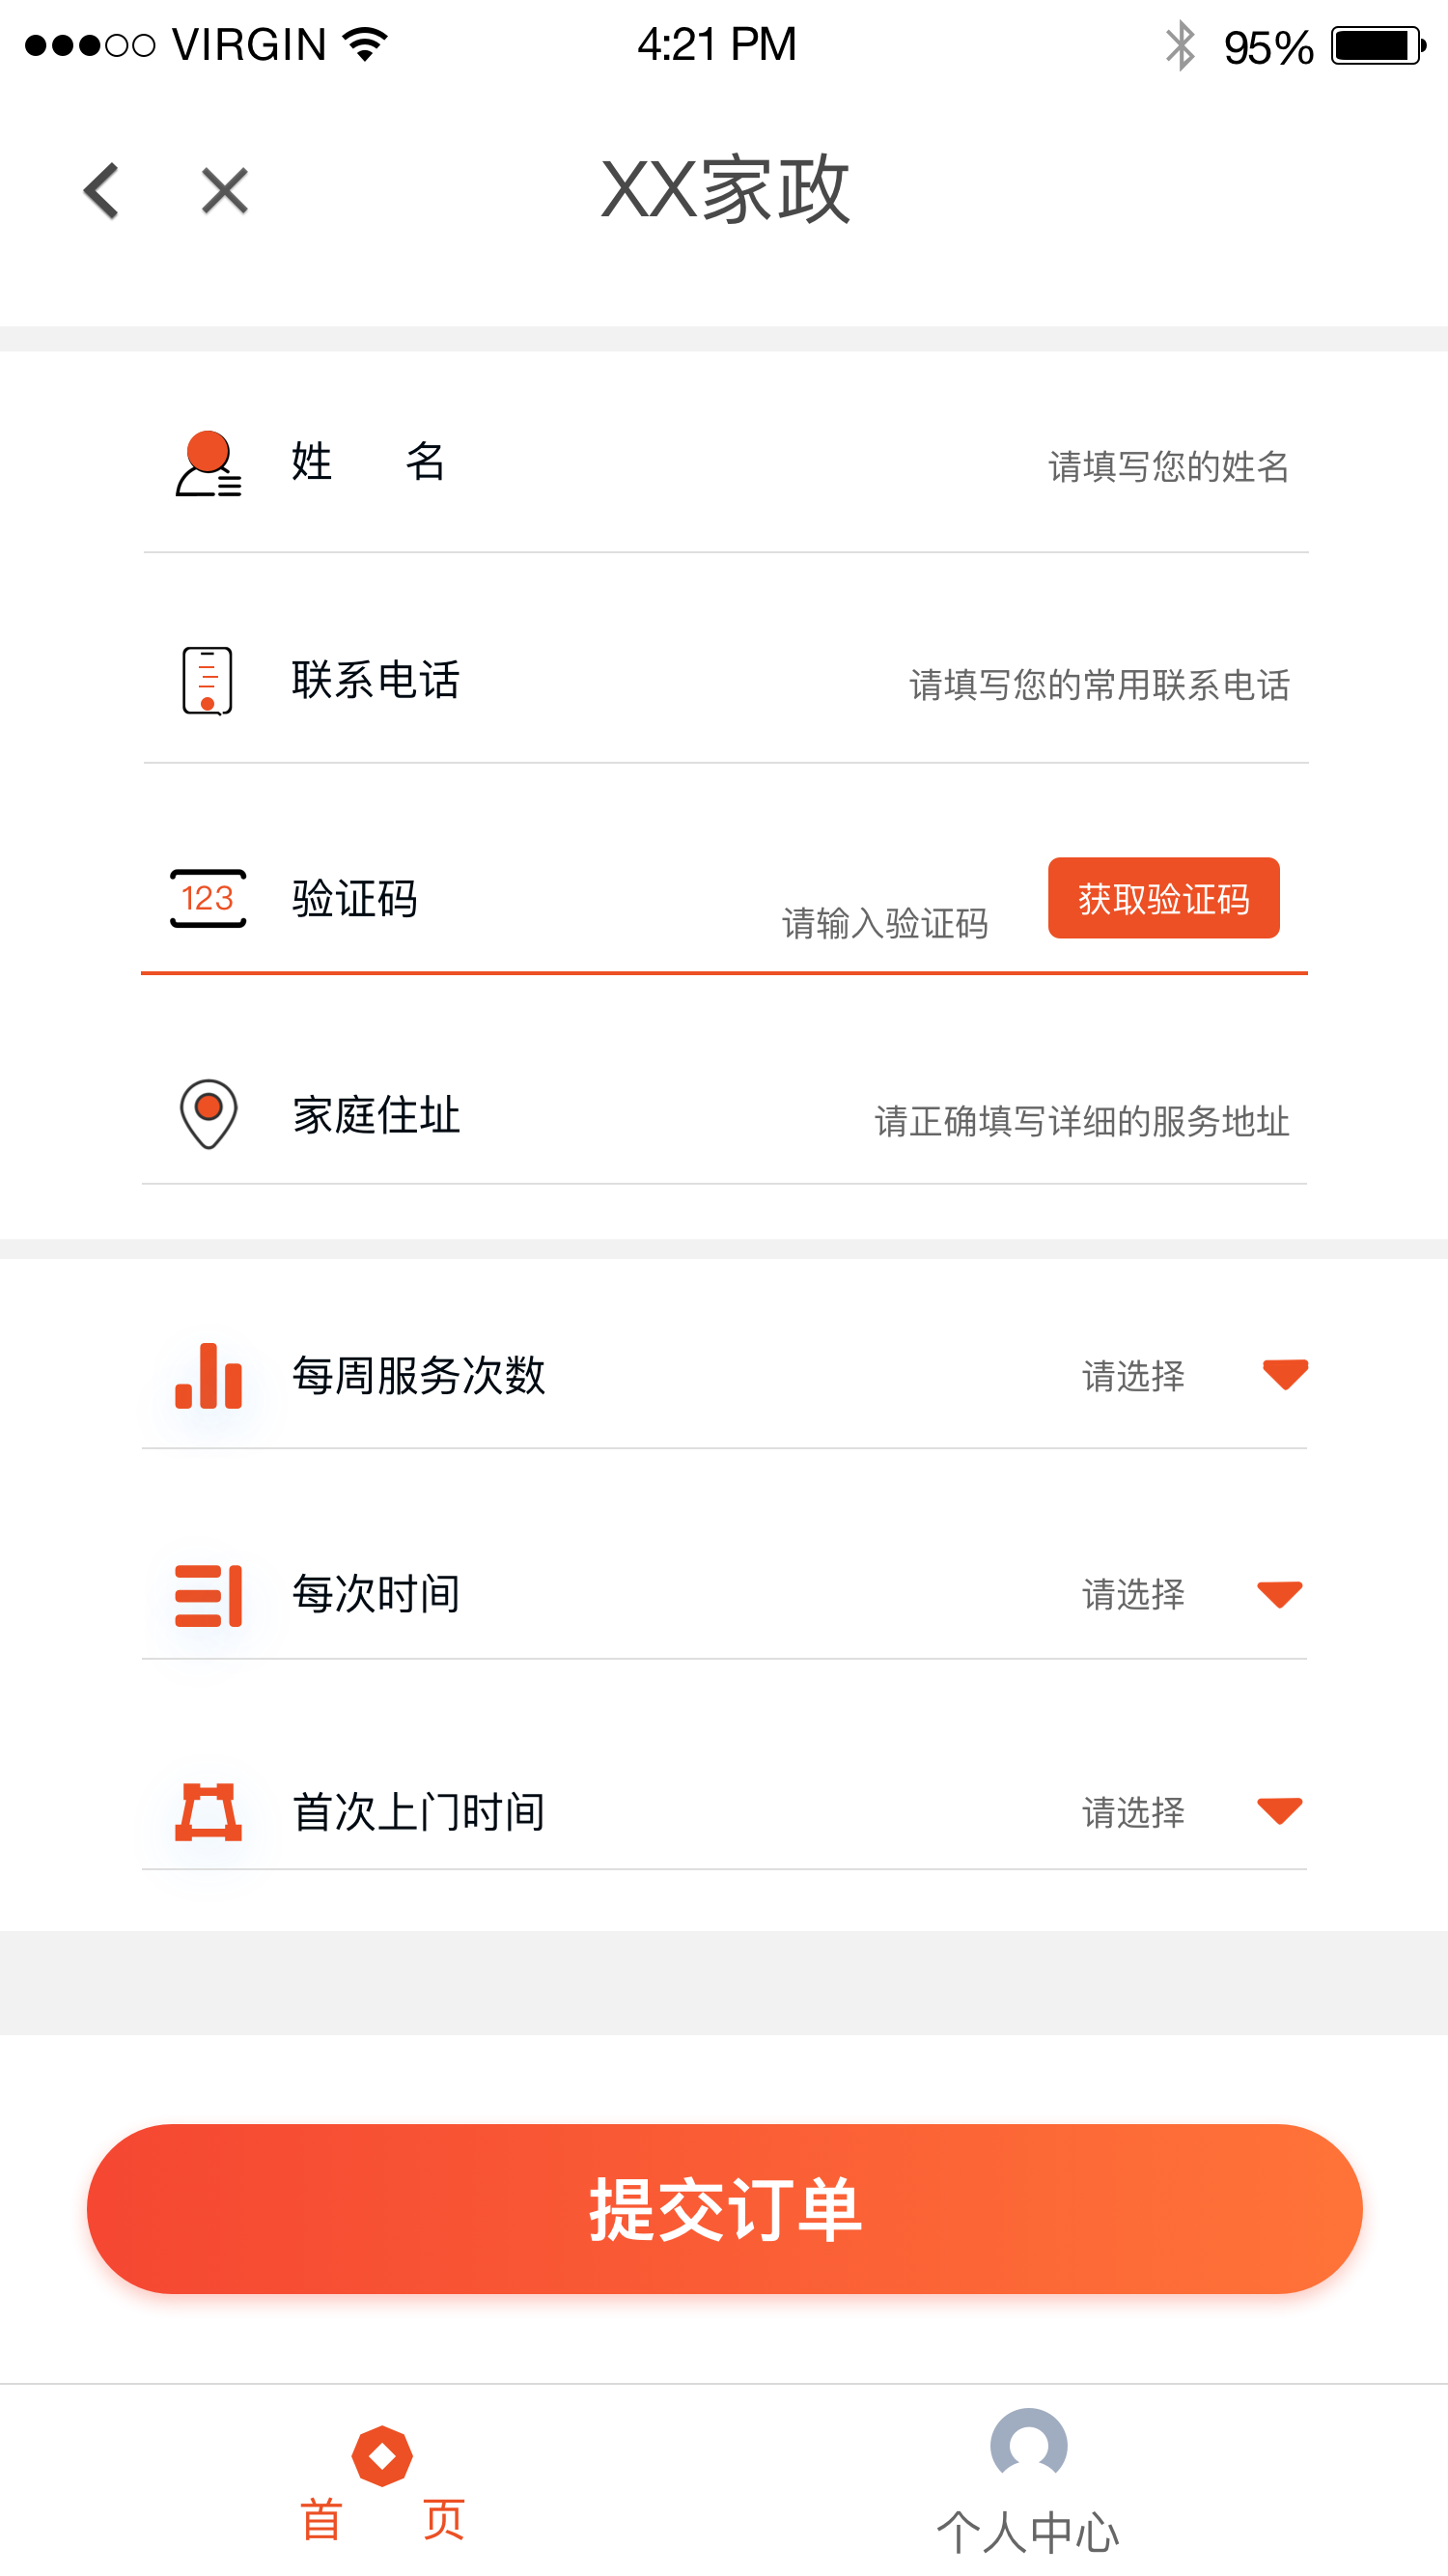 VIRGIN 4:21 PM 95%
XX家政
姓 名 请填写您的姓名
联系电话 请填写您的常用联系电话
123 验证码 请输入验证码 获取验证码
家庭住址 请正确填写详细的服务地址
每周服务次数 请选择
每次时间 请选择
首次上门时间 请选择
提交订单
首 页 个人中心